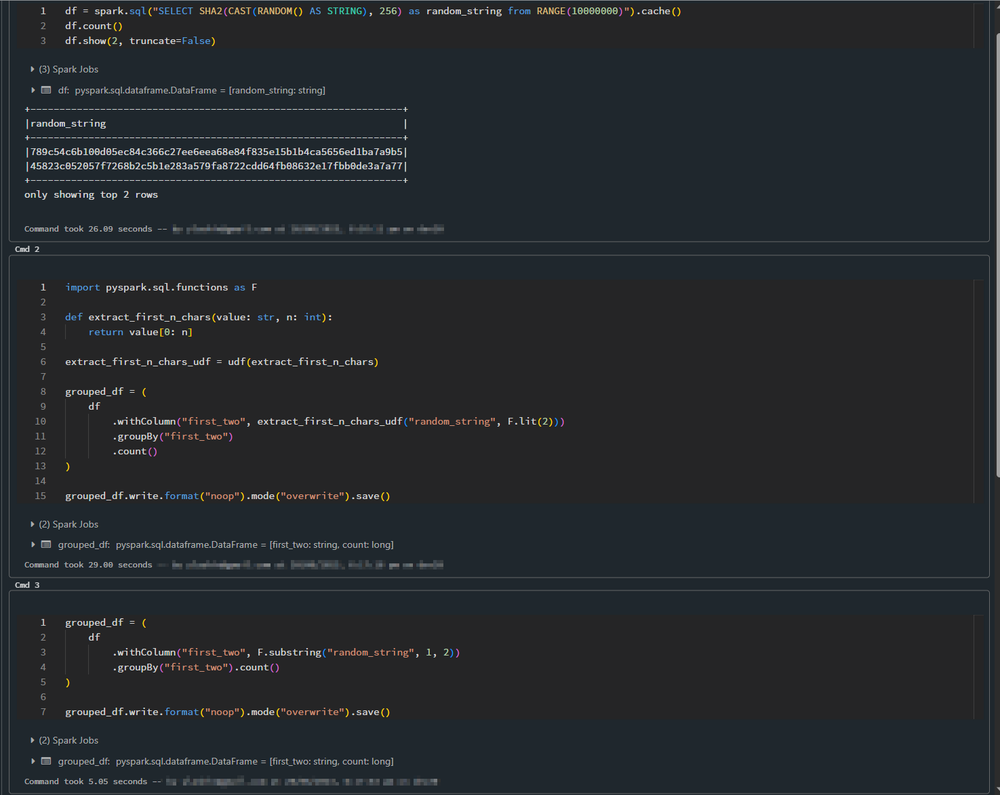 1 df = spark.sql("SELECT SHA2(CAST(RANDOM() AS STRING), 256) as random_string from RANGE(10000000)").cache()
2 df.count()
3 df.show(2, truncate=False)
(3) Spark Jobs
df: pyspark.sql.dataframe.DataFrame = [random_string: string]
+----------------------------------------------------------------+
|random_string                                                   |
+----------------------------------------------------------------+
|789c54c6b100d05ec84c366c27ee6eea68e84f835e15b1b4ca5656ed1ba7a9b5|
|45823c052057f7268b2c5b1e283a579fa8722cdd64fb08632e17fbb0de3a7a77|
+----------------------------------------------------------------+
only showing top 2 rows
Command took 26.09 seconds --
Cmd 2
1 import pyspark.sql.functions as F
2
3 def extract_first_n_chars(value: str, n: int):
4     return value[0: n]
5
6 extract_first_n_chars_udf = udf(extract_first_n_chars)
7
8 grouped_df = (
9     df
10         .withColumn("first_two", extract_first_n_chars_udf("random_string", F.lit(2)))
11         .groupBy("first_two")
12         .count()
13 )
14
15 grouped_df.write.format("noop").mode("overwrite").save()
(2) Spark Jobs
grouped_df: pyspark.sql.dataframe.DataFrame = [first_two: string, count: long]
Command took 29.00 seconds
Cmd 3
1 grouped_df = (
2     df
3         .withColumn("first_two", F.substring("random_string", 1, 2))
4         .groupBy("first_two").count()
5 )
6
7 grouped_df.write.format("noop").mode("overwrite").save()
(2) Spark Jobs
grouped_df: pyspark.sql.dataframe.DataFrame = [first_two: string, count: long]
Command took 5.05 seconds --